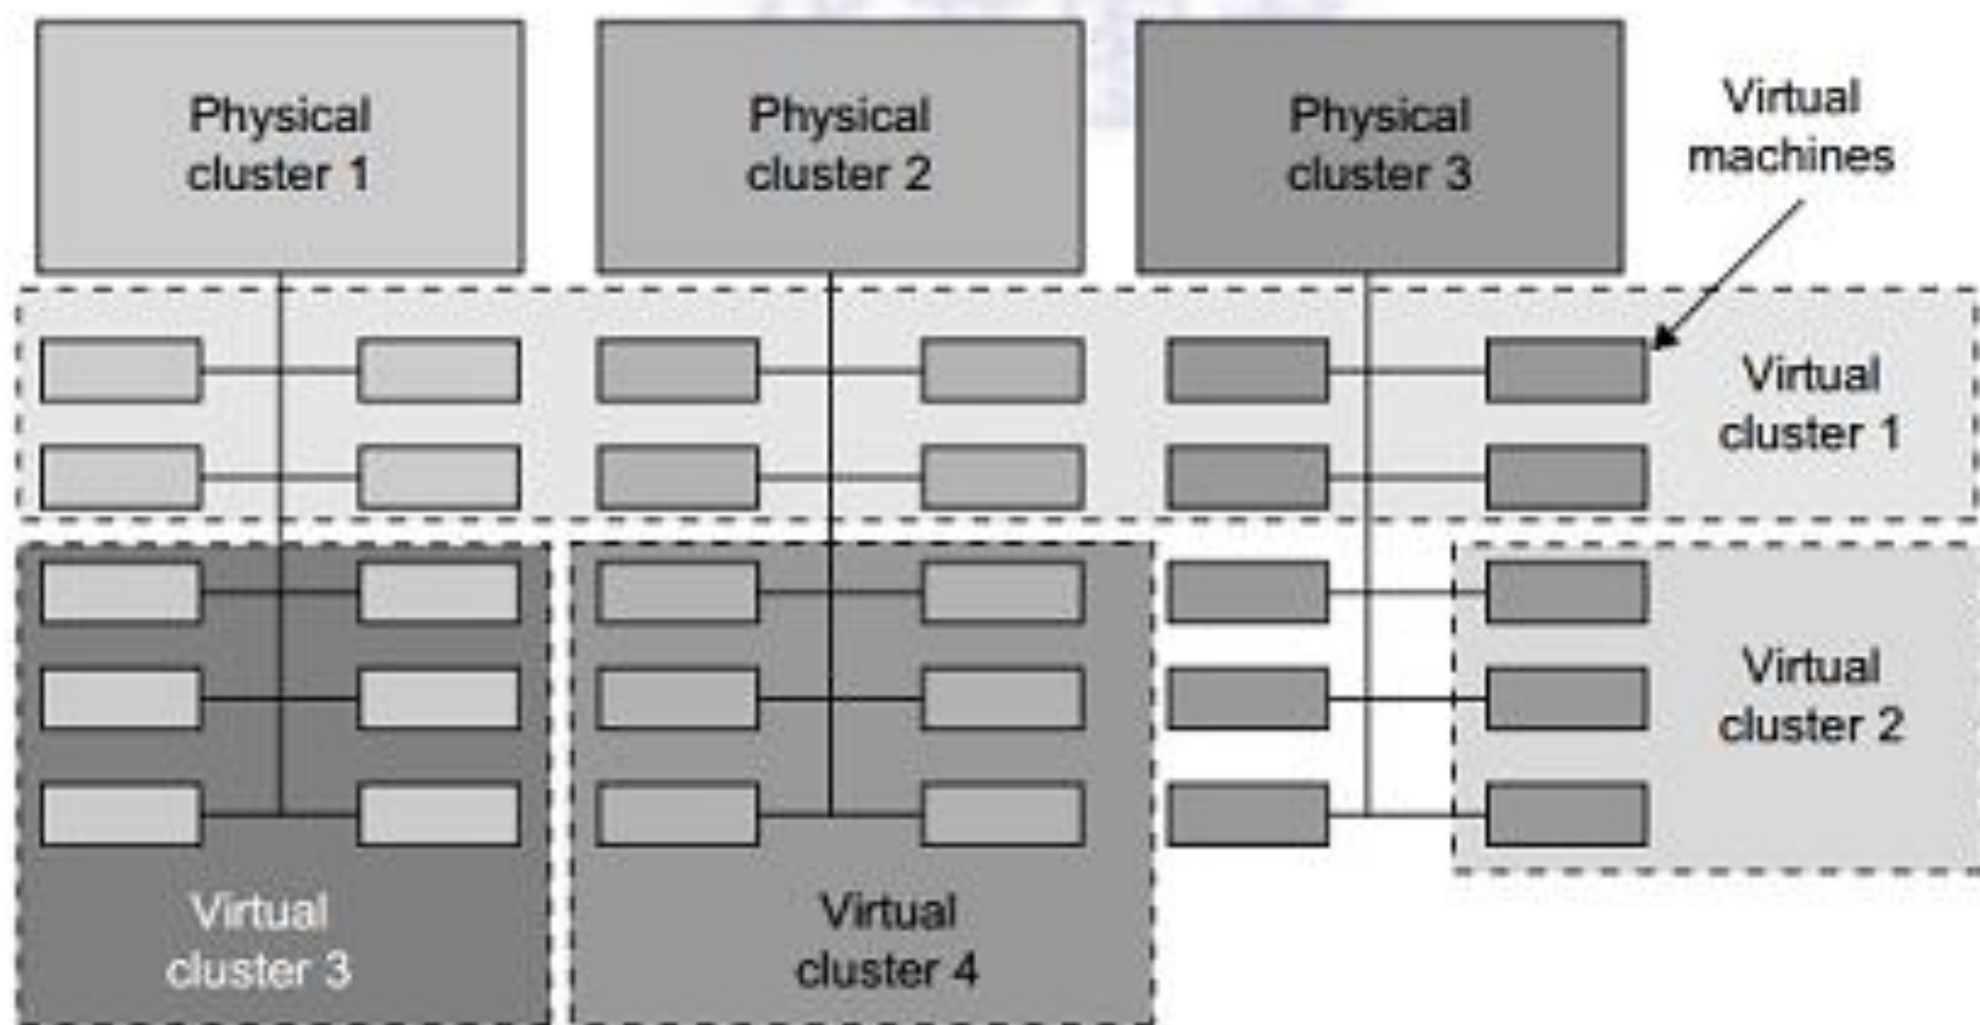 Physical
cluster 1
Physical
cluster 2
Physical
cluster 3
Virtual
machines
Virtual
cluster 1
Virtual
cluster 2
Virtual
cluster 3
Virtual
cluster 4